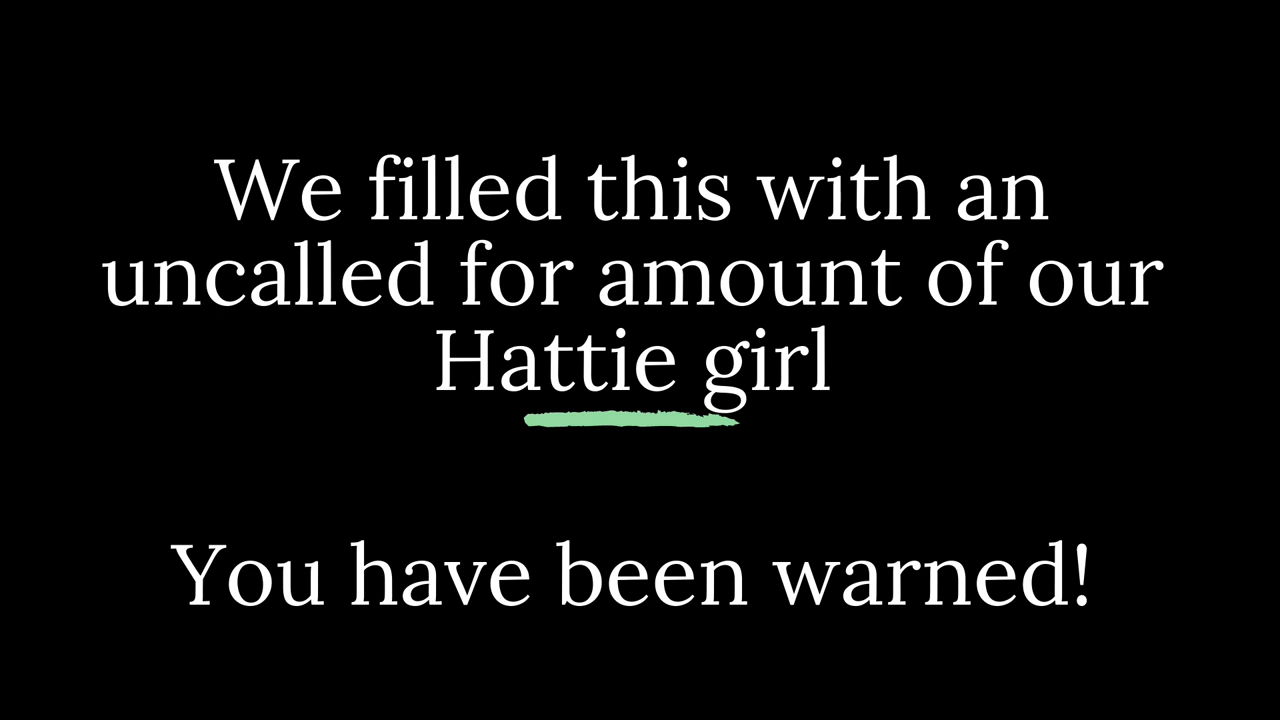 We filled this with an
uncalled for amount of our
Hattie girl
You have been warned!